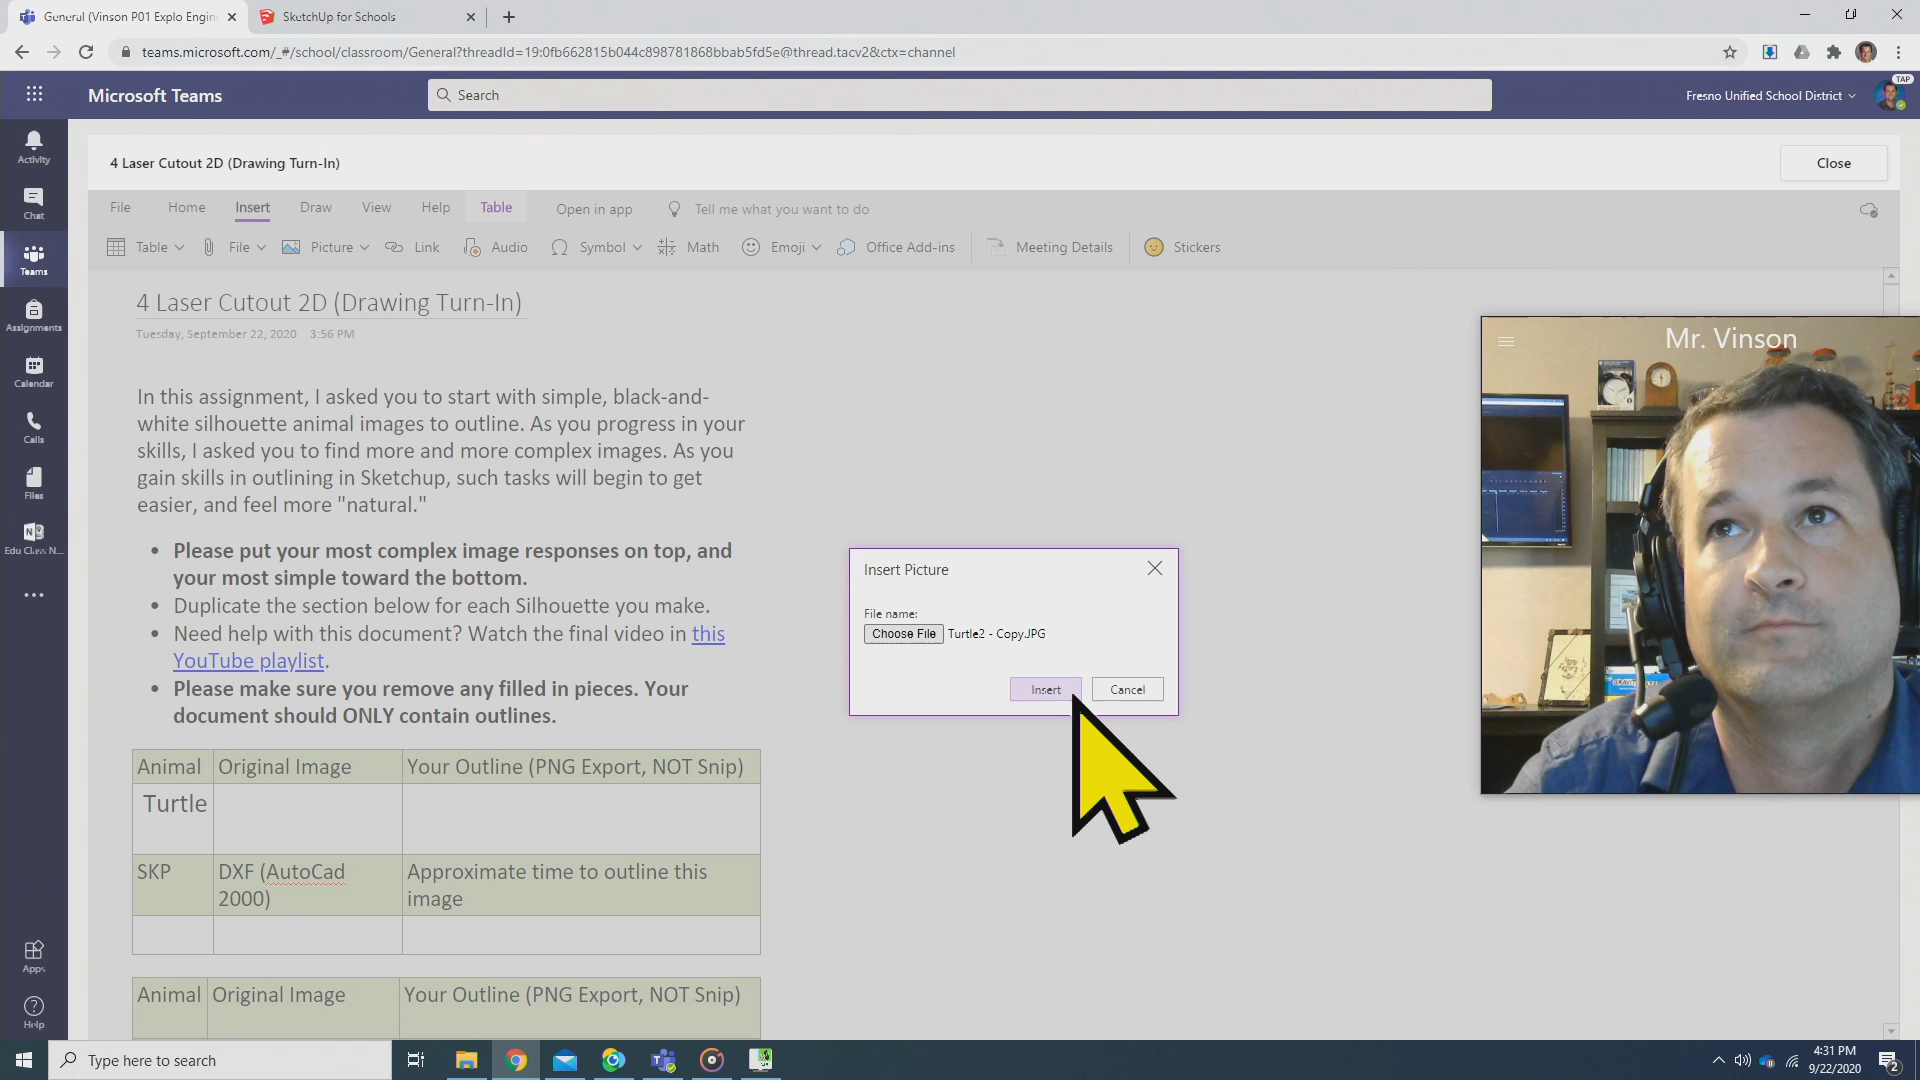 General (Vinson P01 Explo Engin
SketchUp for Schools
teams.microsoft.com/_#/school/classroom/General?threadId=19:0fb662815b044c898781868bbab5fd5e@thread.tacv2&ctx=channel
Microsoft Teams
Search
Fresno Unified School District
TAP
Activity
Chat
Teams
Assignments
Calendar
Calls
Files
Edu Class N...
Apps
Help
4 Laser Cutout 2D (Drawing Turn-In)
Close
File Home Insert Draw View Help Table Open in app Tell me what you want to do
Table File Picture Link Audio Symbol Math Emoji Office Add-ins Meeting Details Stickers
4 Laser Cutout 2D (Drawing Turn-In)
Tuesday, September 22, 2020 3:56 PM
In this assignment, I asked you to start with simple, black-and-
white silhouette animal images to outline. As you progress in your
skills, I asked you to find more and more complex images. As you
gain skills in outlining in Sketchup, such tasks will begin to get
easier, and feel more "natural."
• Please put your most complex image responses on top, and
your most simple toward the bottom.
• Duplicate the section below for each Silhouette you make.
• Need help with this document? Watch the final video in this
YouTube playlist.
• Please make sure you remove any filled in pieces. Your
document should ONLY contain outlines.
Animal Original Image Your Outline (PNG Export, NOT Snip)
Turtle
SKP DXF (AutoCad Approximate time to outline this
2000) image
Animal Original Image Your Outline (PNG Export, NOT Snip)
Insert Picture
File name:
Choose File Turtle2 - Copy.JPG
Insert Cancel
Mr. Vinson
Type here to search
4:31 PM
9/22/2020
2